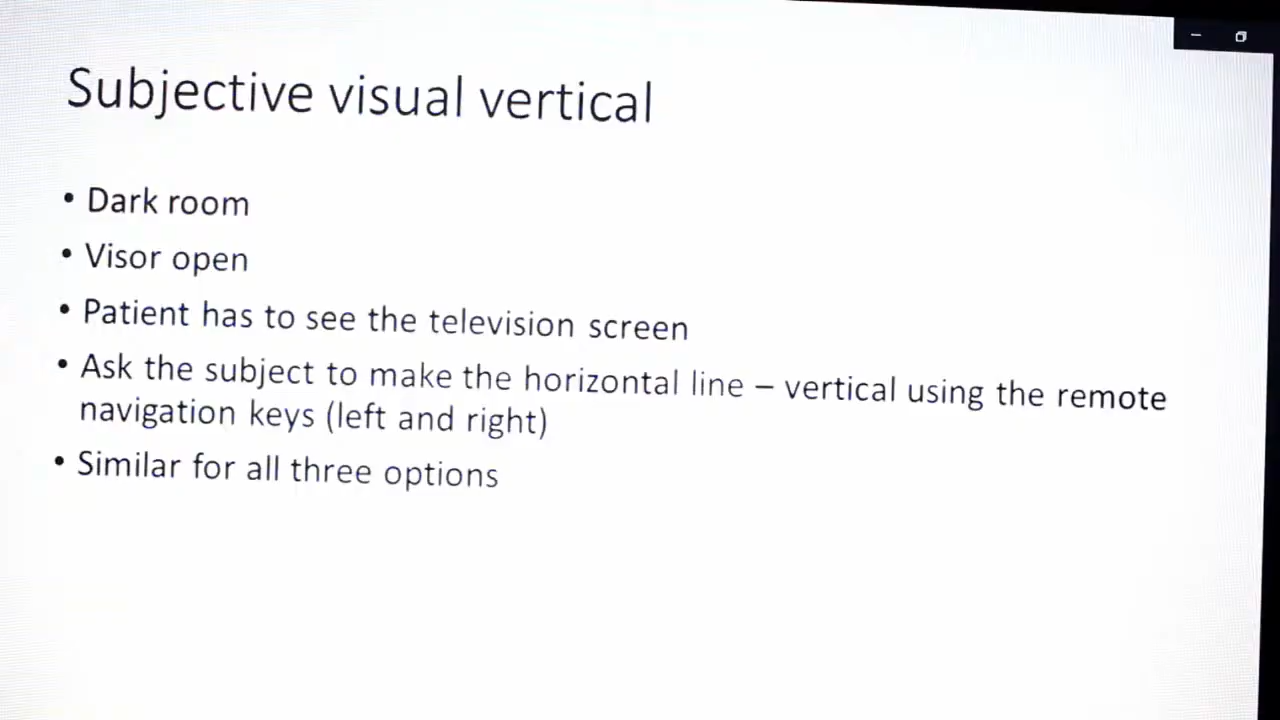 Subjective visual vertical
• Dark room
• Visor open
• Patient has to see the television screen
• Ask the subject to make the horizontal line – vertical using the remote
navigation keys (left and right)
• Similar for all three options